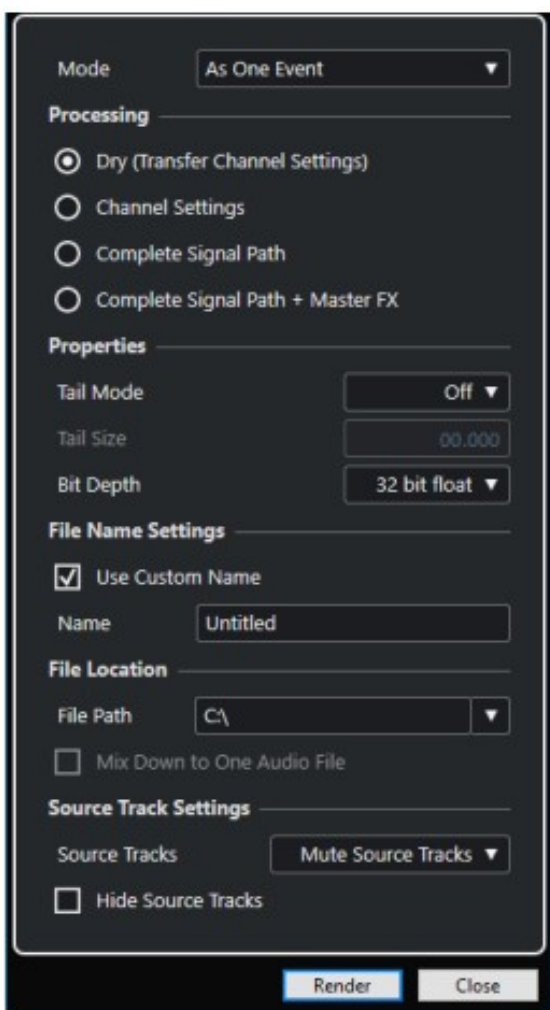 Mode As One Event
Processing
Dry (Transfer Channel Settings)
Channel Settings
Complete Signal Path
Complete Signal Path + Master FX
Properties
Tail Mode Off
Tail Size 00.000
Bit Depth 32 bit float
File Name Settings
Use Custom Name
Name Untitled
File Location
File Path C:\
Mix Down to One Audio File
Source Track Settings
Source Tracks Mute Source Tracks
Hide Source Tracks
Render Close